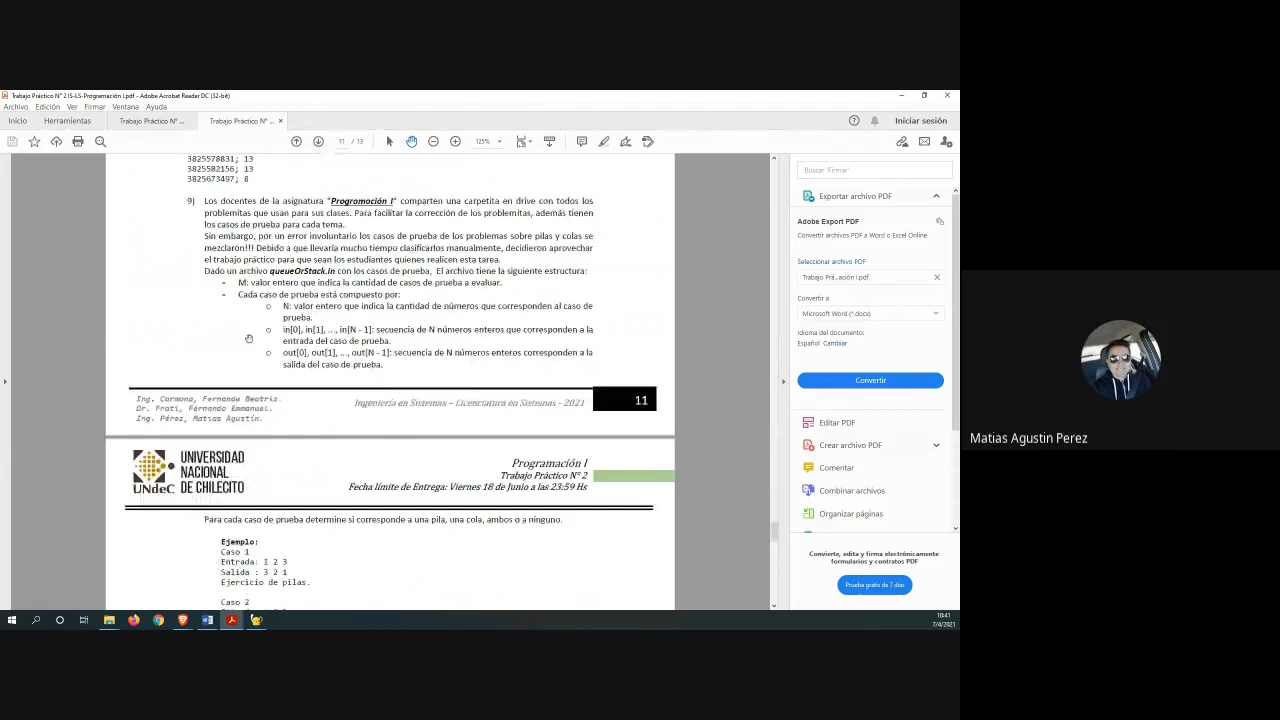 Trabajo Práctico N° 2 IS-LS-Programación I.pdf - Adobe Acrobat Reader DC (32-bit)
Archivo Edición Ver Firmar Ventana Ayuda
Inicio Herramientas Trabajo Práctico N° ... Trabajo Práctico N° ... × Iniciar sesión
11 / 13 125%
3825578831; 13
3825582156; 13
3825673497; 8
9) Los docentes de la asignatura "Programación I" comparten una carpetita en drive con todos los
problemitas que usan para sus clases. Para facilitar la corrección de los problemitas, además tienen
los casos de prueba para cada tema.
Sin embargo, por un error involuntario los casos de prueba de los problemas sobre pilas y colas se
mezclaron!!! Debido a que llevaría mucho tiempo clasificarlos manualmente, decidieron aprovechar
el trabajo práctico para que sean los estudiantes quienes realicen esta tarea.
Dado un archivo queueOrStack.in con los casos de prueba, El archivo tiene la siguiente estructura:
- M: valor entero que indica la cantidad de casos de prueba a evaluar.
- Cada caso de prueba está compuesto por:
o N: valor entero que indica la cantidad de números que corresponden al caso de
prueba.
o in[0], in[1], ..., in[N - 1]: secuencia de N números enteros que corresponden a la
entrada del caso de prueba.
o out[0], out[1], ..., out[N - 1]: secuencia de N números enteros corresponden a la
salida del caso de prueba.
Ing. Carmona, Fernanda Beatriz.
Dr. Frati, Fernando Emmanuel.
Ing. Pérez, Matías Agustín.
Ingeniería en Sistemas – Licenciatura en Sistemas - 2021
11
UNdeC
UNIVERSIDAD
NACIONAL
DE CHILECITO
Programación I
Trabajo Práctico N° 2
Fecha límite de Entrega: Viernes 18 de Junio a las 23:59 Hs
Para cada caso de prueba determine si corresponde a una pila, una cola, ambos o a ninguno.
Ejemplo:
Caso 1
Entrada: 1 2 3
Salida : 3 2 1
Ejercicio de pilas.
Caso 2
Buscar 'Firmar'
Exportar archivo PDF
Adobe Export PDF
Convertir archivos PDF a Word o Excel Online
Seleccionar archivo PDF
Trabajo Prá...ación I.pdf ×
Convertir a
Microsoft Word (*.docx)
Idioma del documento:
Español Cambiar
Convertir
Editar PDF
Crear archivo PDF
Comentar
Combinar archivos
Organizar páginas
Convierte, edita y firma electrónicamente
formularios y contratos PDF
Prueba gratis de 7 días
10:41
7/4/2021
Matias Agustin Perez